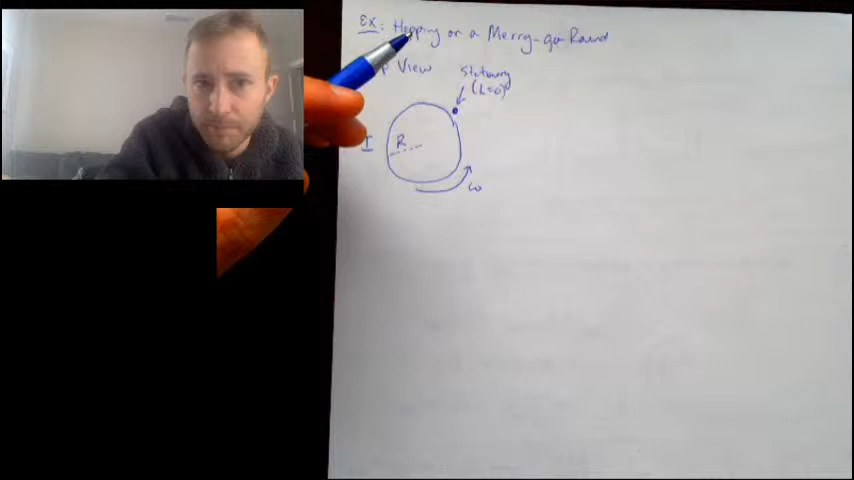 Ex: Hopping on a Merry-go Round
p View
Stationary
(L=0)
I
R
ω